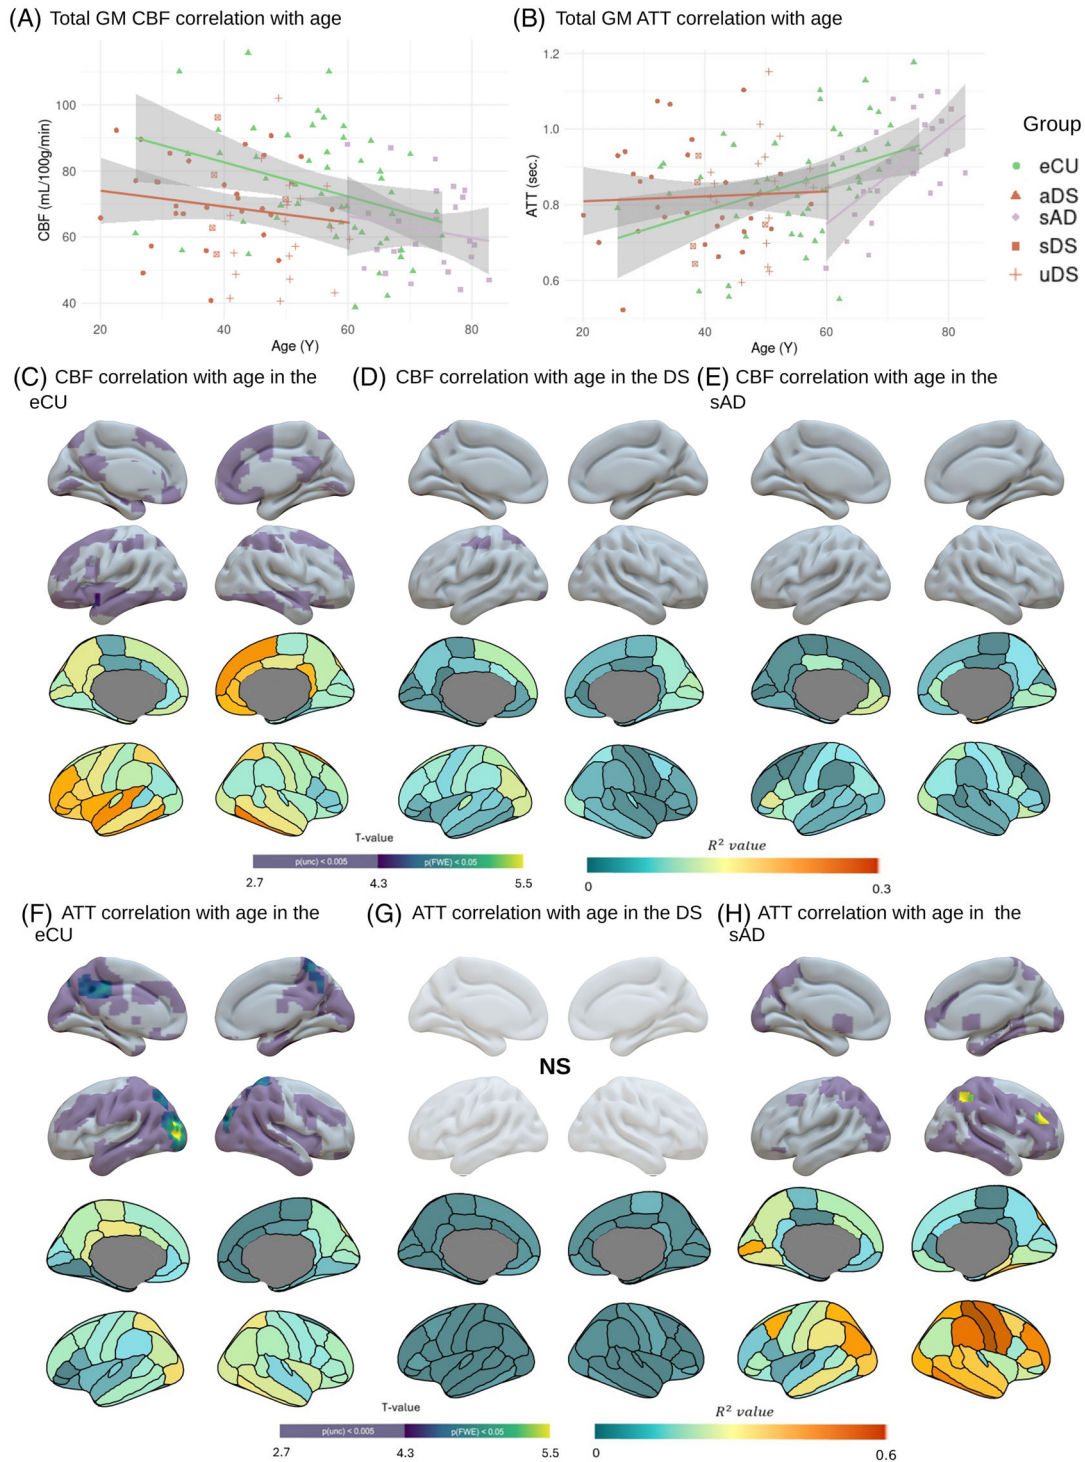 (A) Total GM CBF correlation with age
(B) Total GM ATT correlation with age
CBF (mL/100g/min)
100
80
60
40
20
40
60
80
Age (Y)
ATT (sec.)
1.2
1.0
0.8
0.6
20
40
60
80
Age (Y)
Group
eCU
aDS
sAD
sDS
uDS
(C) CBF correlation with age in the
eCU
(D) CBF correlation with age in the DS
(E) CBF correlation with age in the
sAD
T-value
p(unc) < 0.005
p(FWE) < 0.05
2.7
4.3
5.5
R² value
0
0.3
(F) ATT correlation with age in the
eCU
(G) ATT correlation with age in the DS
(H) ATT correlation with age in the
sAD
NS
T-value
p(unc) < 0.005
p(FWE) < 0.05
2.7
4.3
5.5
R² value
0
0.6